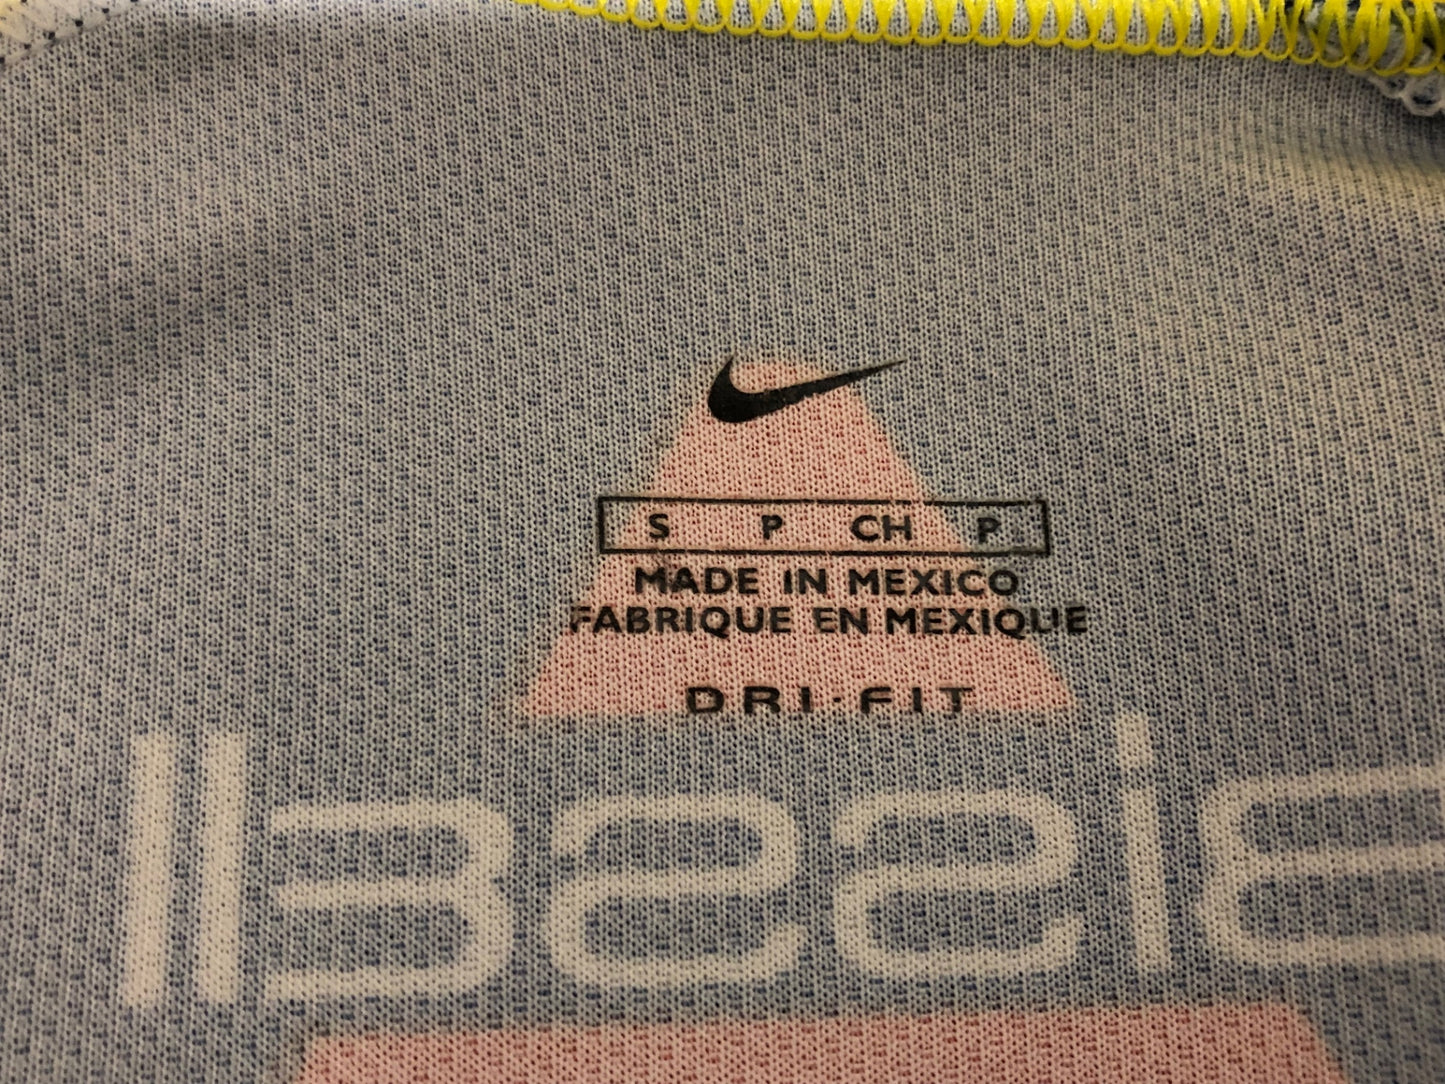 S P CH P
MADE IN MEXICO
FABRIQUE EN MEXIQUE
DRI·FIT